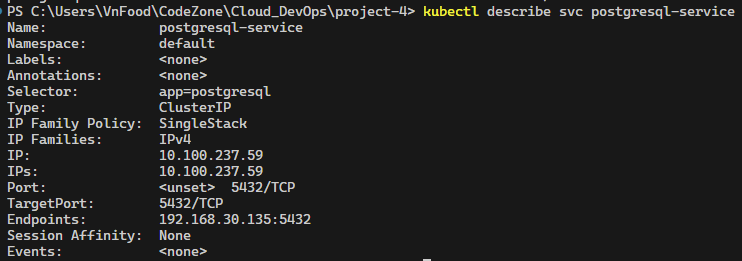 PS C:\Users\VnFood\CodeZone\Cloud_DevOps\project-4> kubectl describe svc postgresql-service
Name:              postgresql-service
Namespace:         default
Labels:            <none>
Annotations:       <none>
Selector:          app=postgresql
Type:              ClusterIP
IP Family Policy:  SingleStack
IP Families:       IPv4
IP:                10.100.237.59
IPs:               10.100.237.59
Port:              <unset>  5432/TCP
TargetPort:        5432/TCP
Endpoints:         192.168.30.135:5432
Session Affinity:  None
Events:            <none>